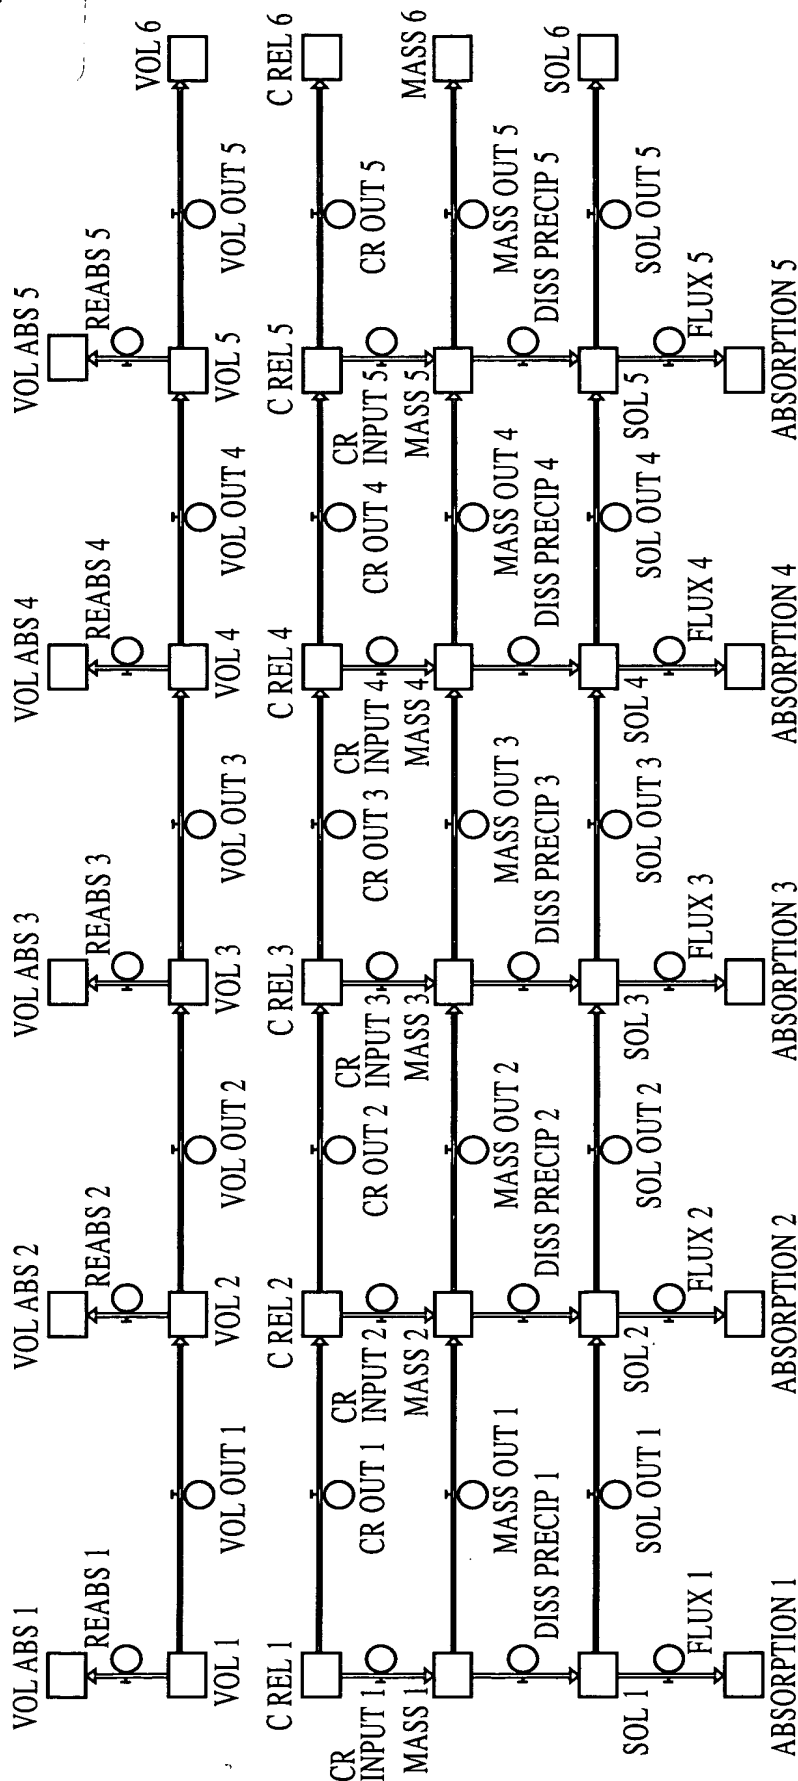 VOL ABS 1
VOL ABS 2
VOL ABS 3
VOL ABS 4
VOL ABS 5
REABS 1
REABS 2
REABS 3
REABS 4
REABS 5
VOL 1
VOL OUT 1
VOL 2
VOL OUT 2
VOL 3
VOL OUT 3
VOL 4
VOL OUT 4
VOL 5
VOL OUT 5
VOL 6
C REL 1
C REL 2
C REL 3
C REL 4
C REL 5
C REL 6
CR
INPUT 1
CR OUT 1
CR
INPUT 2
CR OUT 2
CR
INPUT 3
CR OUT 3
CR
INPUT 4
CR OUT 4
CR
INPUT 5
CR OUT 5
MASS 1
MASS 2
MASS 3
MASS 4
MASS 5
MASS 6
MASS OUT 1
MASS OUT 2
MASS OUT 3
MASS OUT 4
MASS OUT 5
DISS PRECIP 1
DISS PRECIP 2
DISS PRECIP 3
DISS PRECIP 4
DISS PRECIP 5
SOL 1
SOL OUT 1
SOL 2
SOL OUT 2
SOL 3
SOL OUT 3
SOL 4
SOL OUT 4
SOL 5
SOL OUT 5
SOL 6
FLUX 1
FLUX 2
FLUX 3
FLUX 4
FLUX 5
ABSORPTION 1
ABSORPTION 2
ABSORPTION 3
ABSORPTION 4
ABSORPTION 5